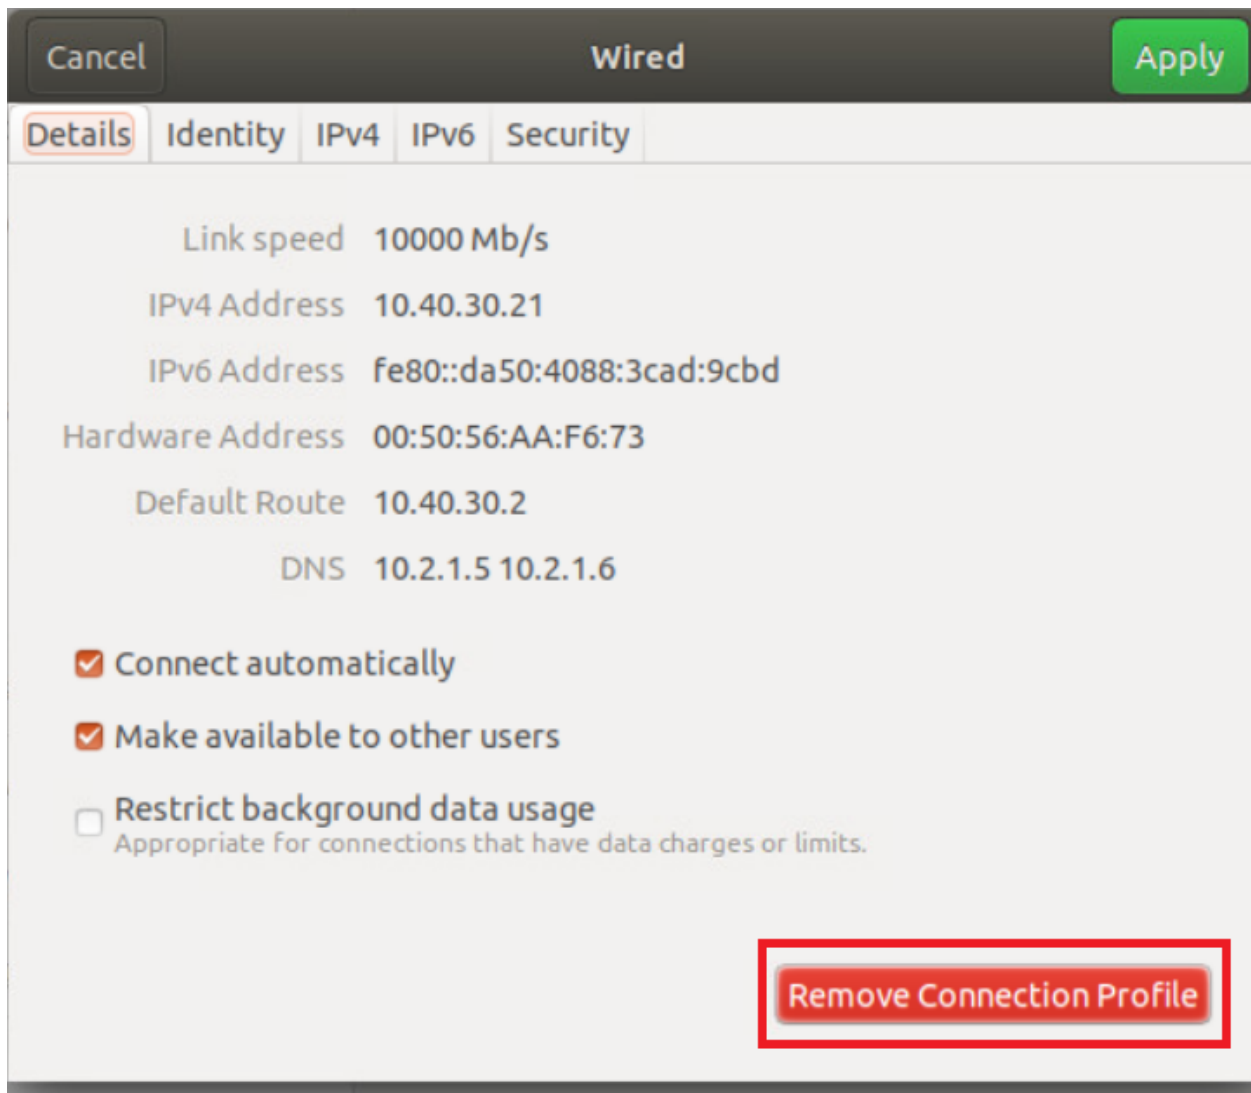 Cancel Wired Apply
Details Identity IPv4 IPv6 Security
Link speed 10000 Mb/s
IPv4 Address 10.40.30.21
IPv6 Address fe80::da50:4088:3cad:9cbd
Hardware Address 00:50:56:AA:F6:73
Default Route 10.40.30.2
DNS 10.2.1.5 10.2.1.6
Connect automatically
Make available to other users
Restrict background data usage
Appropriate for connections that have data charges or limits.
Remove Connection Profile